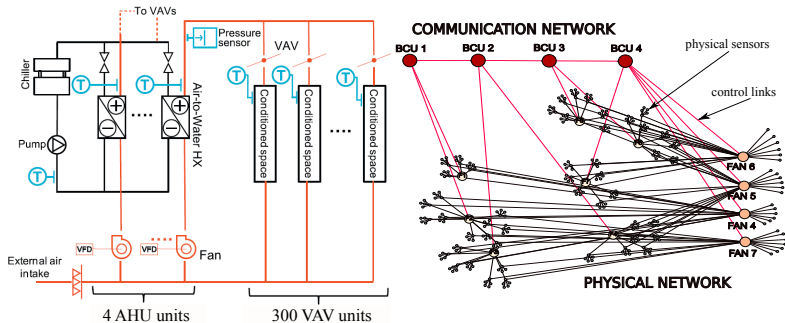 To VAVs
Pressure
sensor
VAV
Chiller
T
T
T
T
T
T
Air-to-Water HX
Conditioned space
Conditioned space
Conditioned space
Pump
T
VFD
VFD
Fan
External air
intake
4 AHU units
300 VAV units
COMMUNICATION NETWORK
BCU 1
BCU 2
BCU 3
BCU 4
physical sensors
control links
FAN 6
FAN 5
FAN 4
FAN 7
PHYSICAL NETWORK